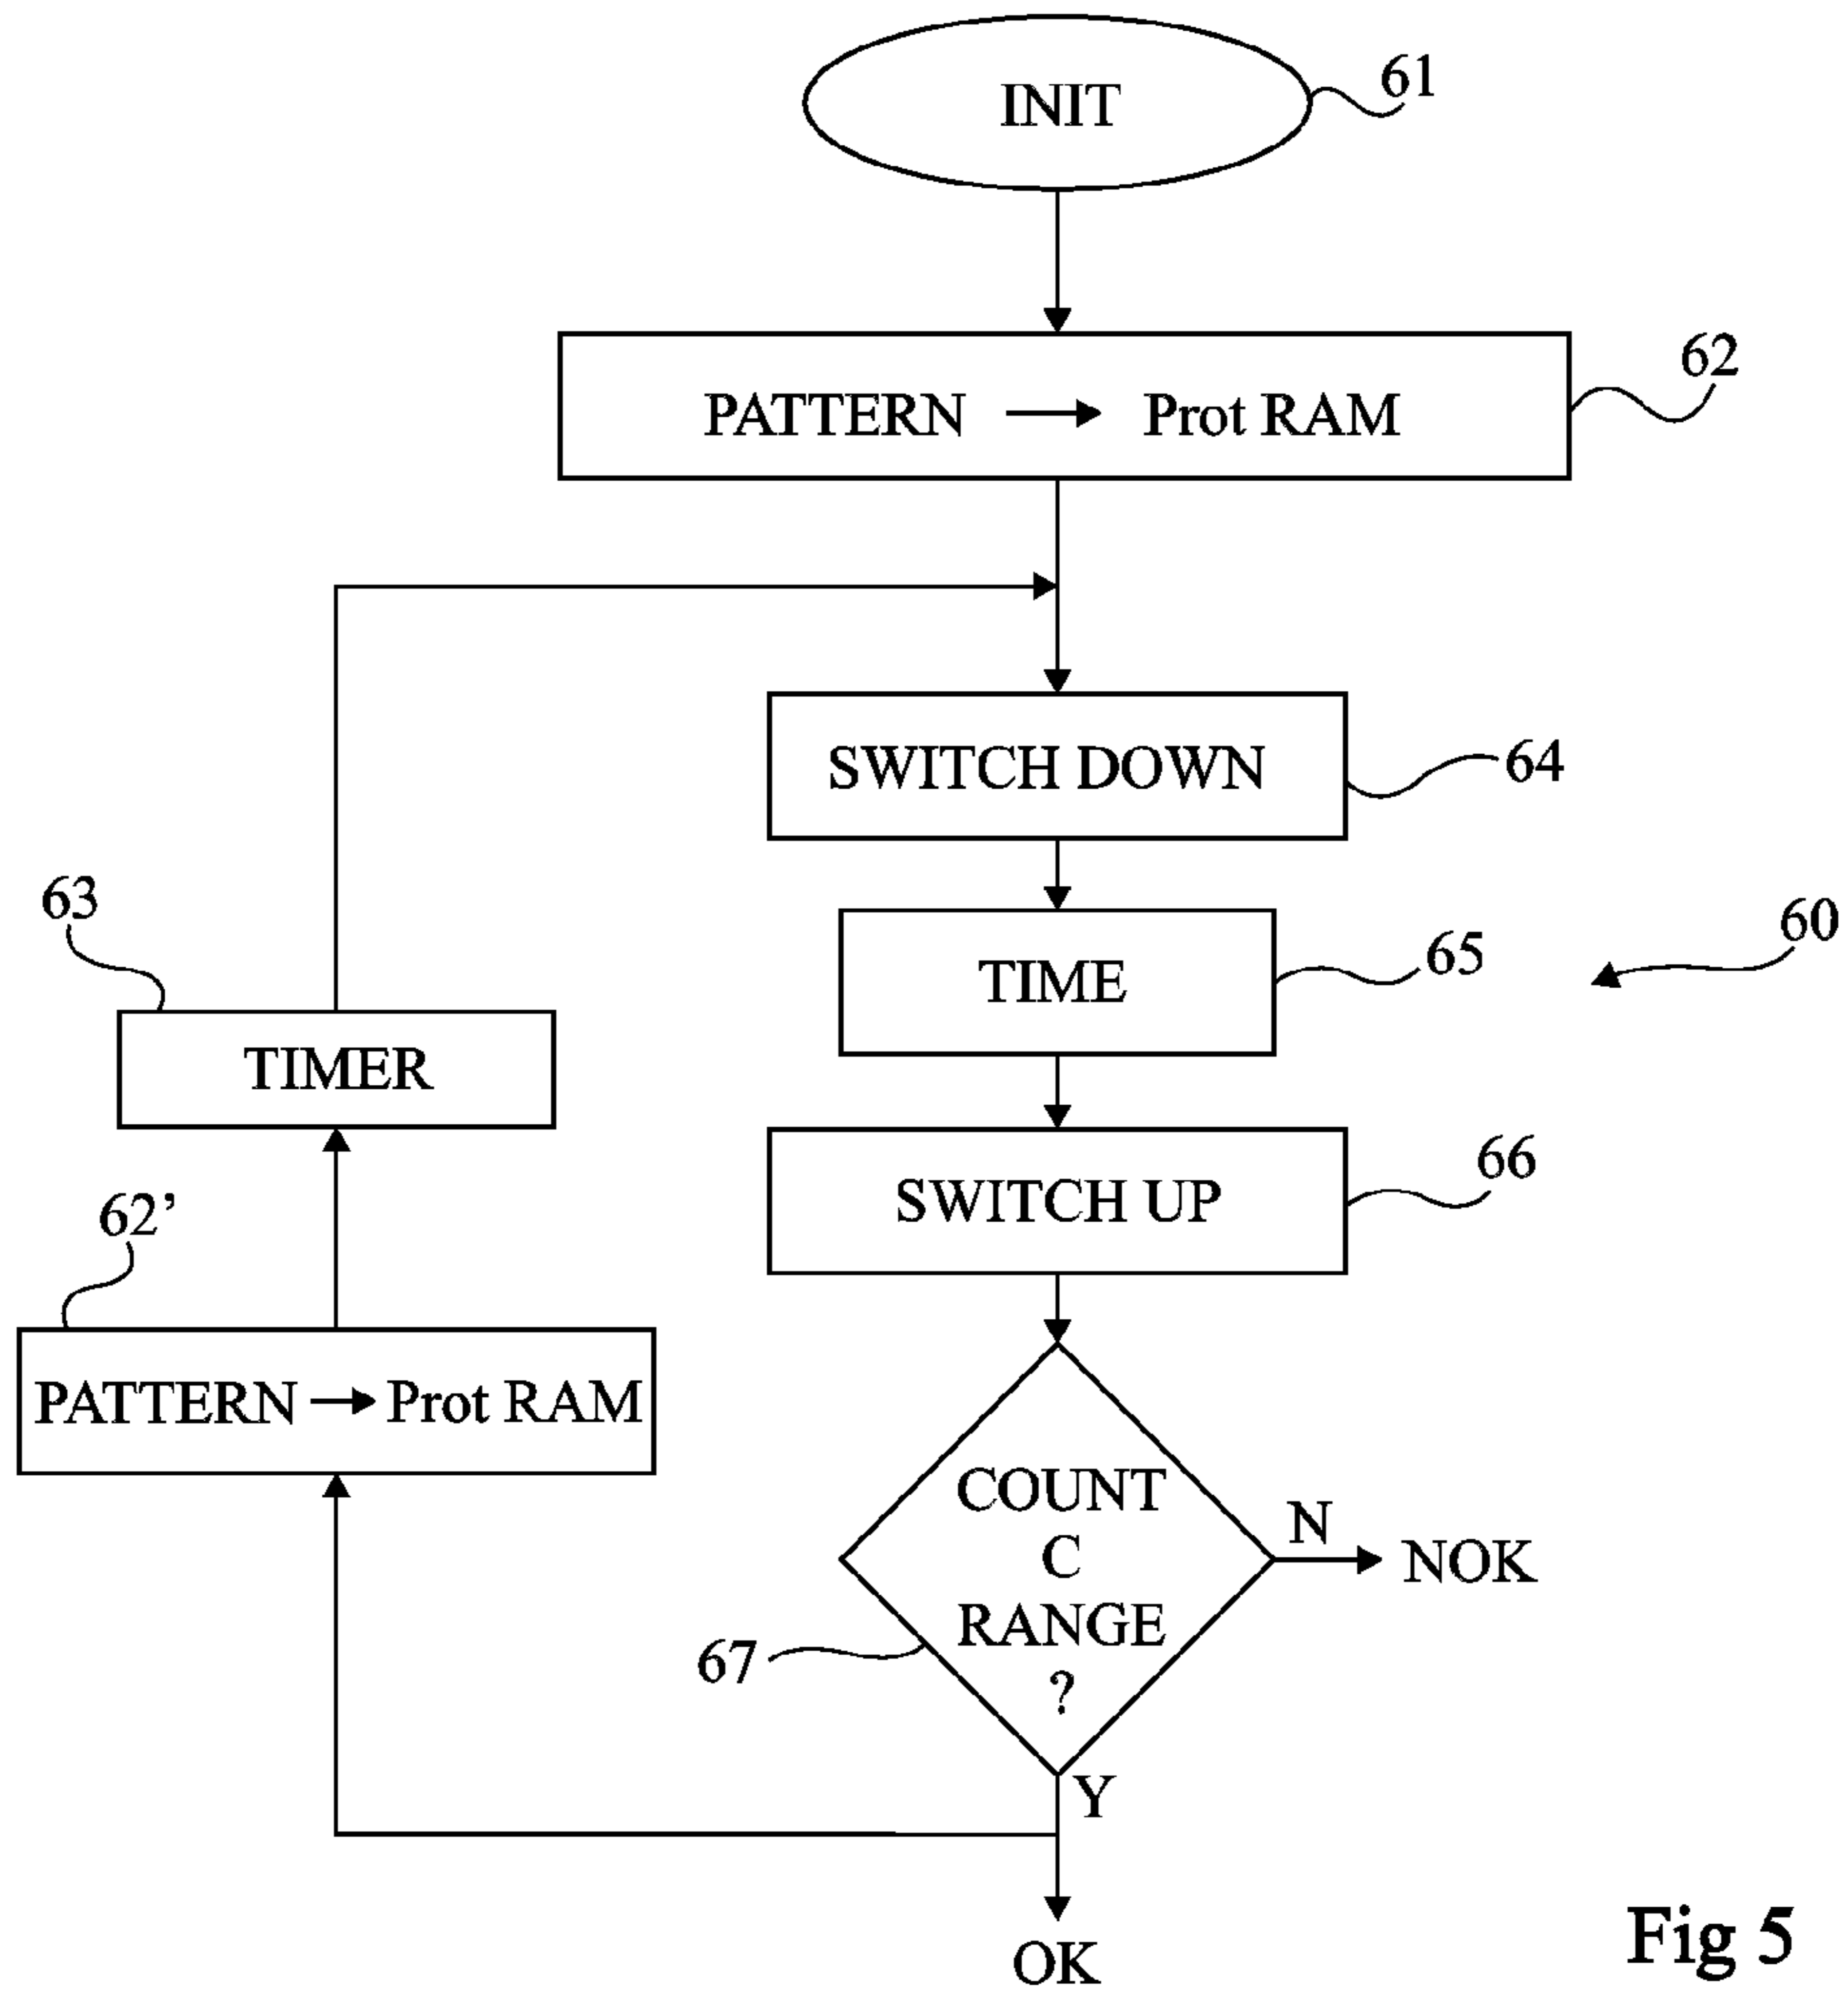 INIT
61
PATTERN → Prot RAM
62
SWITCH DOWN
64
63
TIME
65
60
TIMER
SWITCH UP
66
62’
PATTERN → Prot RAM
COUNT
C
RANGE
?
N
NOK
67
Y
OK
Fig 5